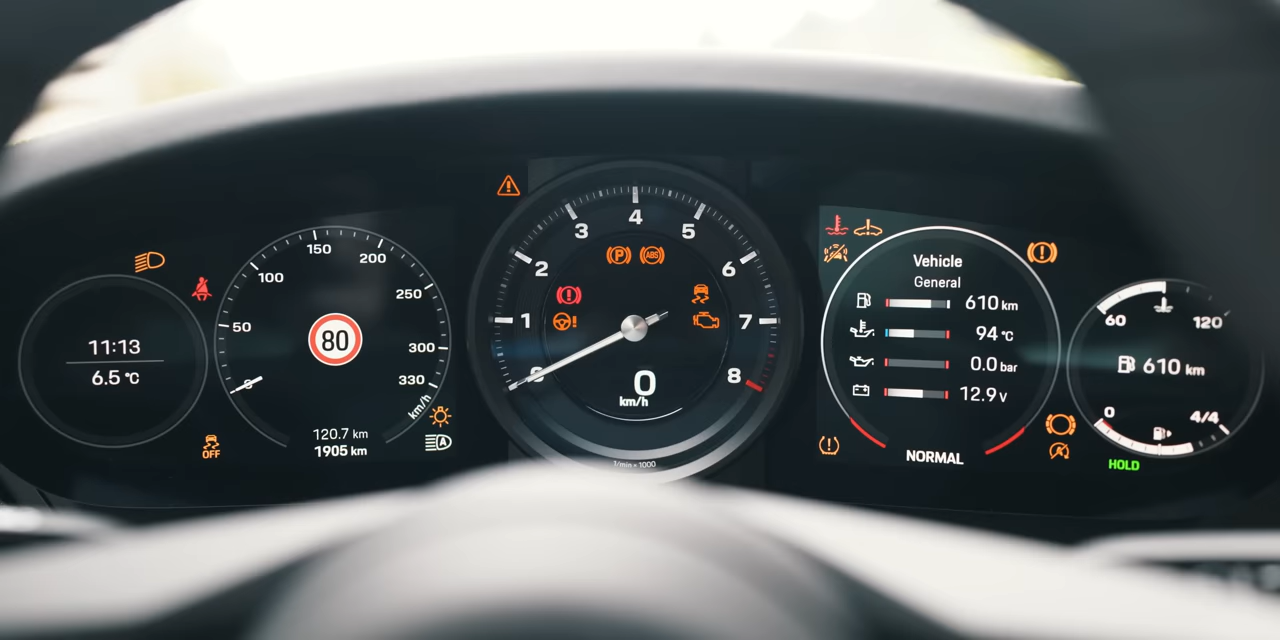 11:13
6.5 °C
OFF
0
50
100
150
200
250
300
330
km/h
80
120.7 km
1905 km
A
1
2
3
4
5
6
7
8
P
ABS
0
km/h
1/min × 1000
Vehicle
General
610 km
94 °C
0.0 bar
12.9 V
NORMAL
60
120
610 km
0
4/4
HOLD